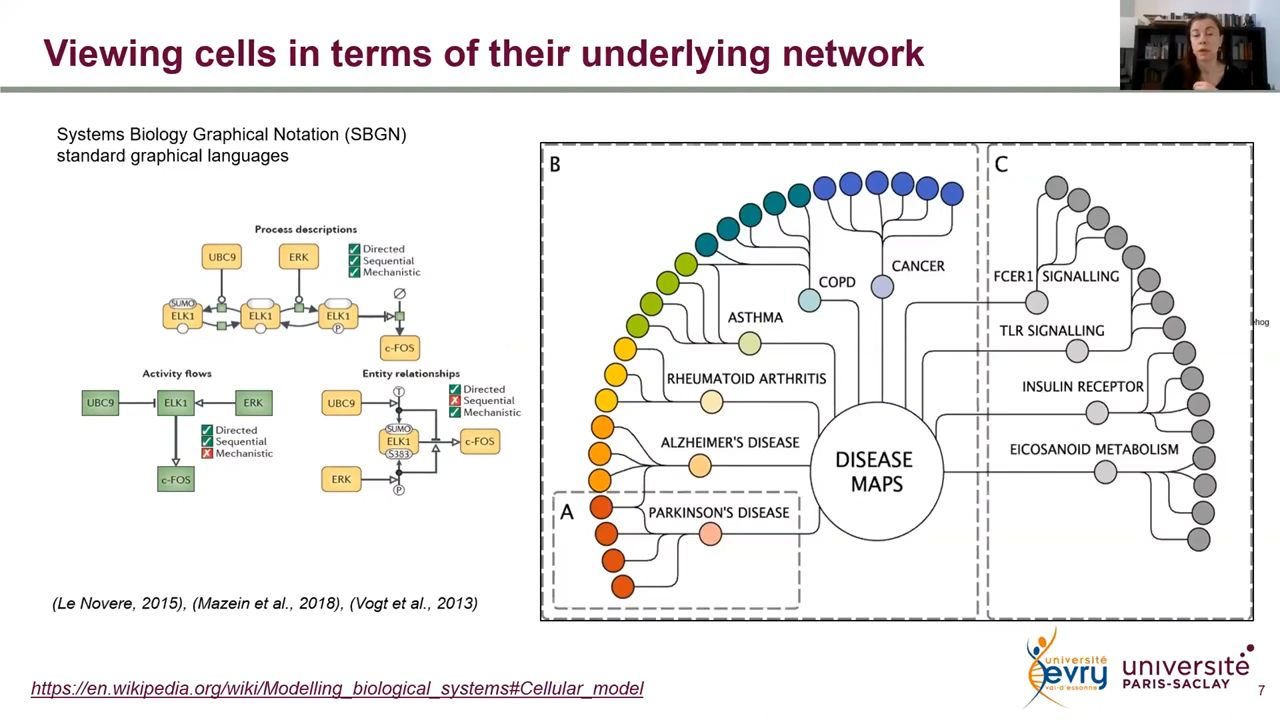 Viewing cells in terms of their underlying network
Systems Biology Graphical Notation (SBGN)
standard graphical languages
Process descriptions
UBC9
ERK
Directed
Sequential
Mechanistic
SUMO
ELK1
ELK1
ELK1
P
∅
c-FOS
Activity flows
UBC9
ELK1
ERK
Directed
Sequential
Mechanistic
c-FOS
Entity relationships
Directed
Sequential
Mechanistic
UBC9
T
SUMO
ELK1
S383
c-FOS
ERK
P
(Le Novere, 2015), (Mazein et al., 2018), (Vogt et al., 2013)
B
COPD
CANCER
ASTHMA
RHEUMATOID ARTHRITIS
ALZHEIMER'S DISEASE
A
PARKINSON'S DISEASE
DISEASE
MAPS
C
FCER1 SIGNALLING
TLR SIGNALLING
INSULIN RECEPTOR
EICOSANOID METABOLISM
ehog
https://en.wikipedia.org/wiki/Modelling_biological_systems#Cellular_model
université
evry
val-d'essonne
université
PARIS-SACLAY
7